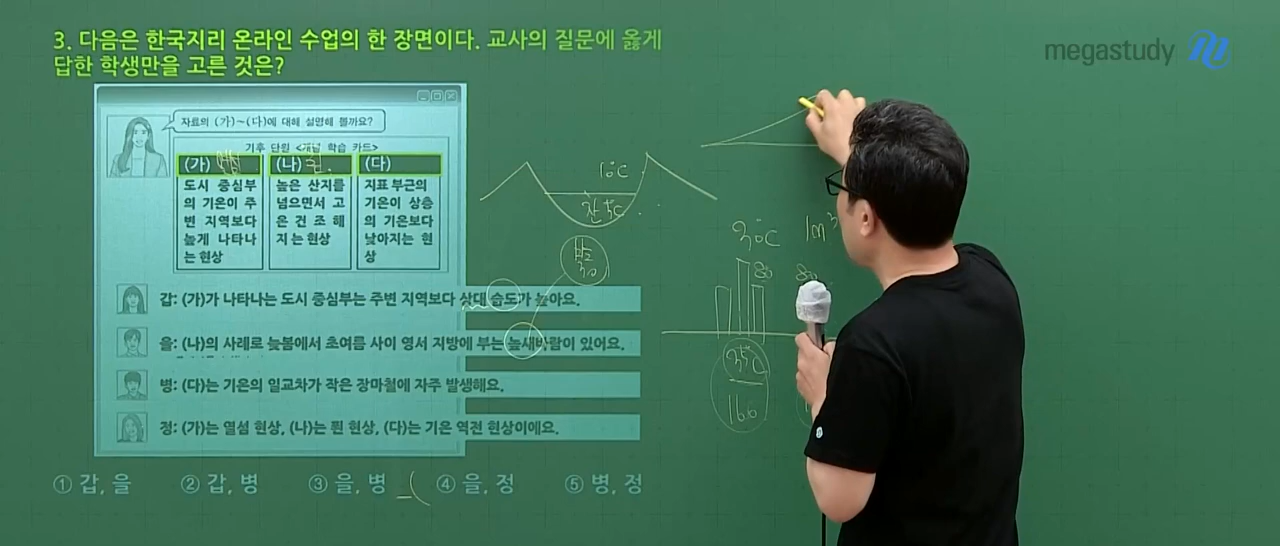 3. 다음은 한국지리 온라인 수업의 한 장면이다. 교사의 질문에 옳게
답한 학생만을 고른 것은?
megastudy
자료의 (가)~(다)에 대해 설명해 볼까요?
기후 단원 <개념 학습 카드>
(가) 열섬
도시 중심부
의 기온이 주
변 지역보다
높게 나타나
는 현상
(나) 푄
높은 산지를
넘으면서 고
온 건조 해
지는 현상
(다)
지표 부근의
기온이 상층
의 기온보다
낮아지는 현
상
갑: (가)가 나타나는 도시 중심부는 주변 지역보다 상대 습도가 높아요.
을: (나)의 사례로 늦봄에서 초여름 사이 영서 지방에 부는 높새바람이 있어요.
병: (다)는 기온의 일교차가 작은 장마철에 자주 발생해요.
정: (가)는 열섬 현상, (나)는 푄 현상, (다)는 기온 역전 현상이에요.
① 갑, 을 ② 갑, 병 ③ 을, 병 ④ 을, 정 ⑤ 병, 정
10℃
30℃ 1m³
80 80